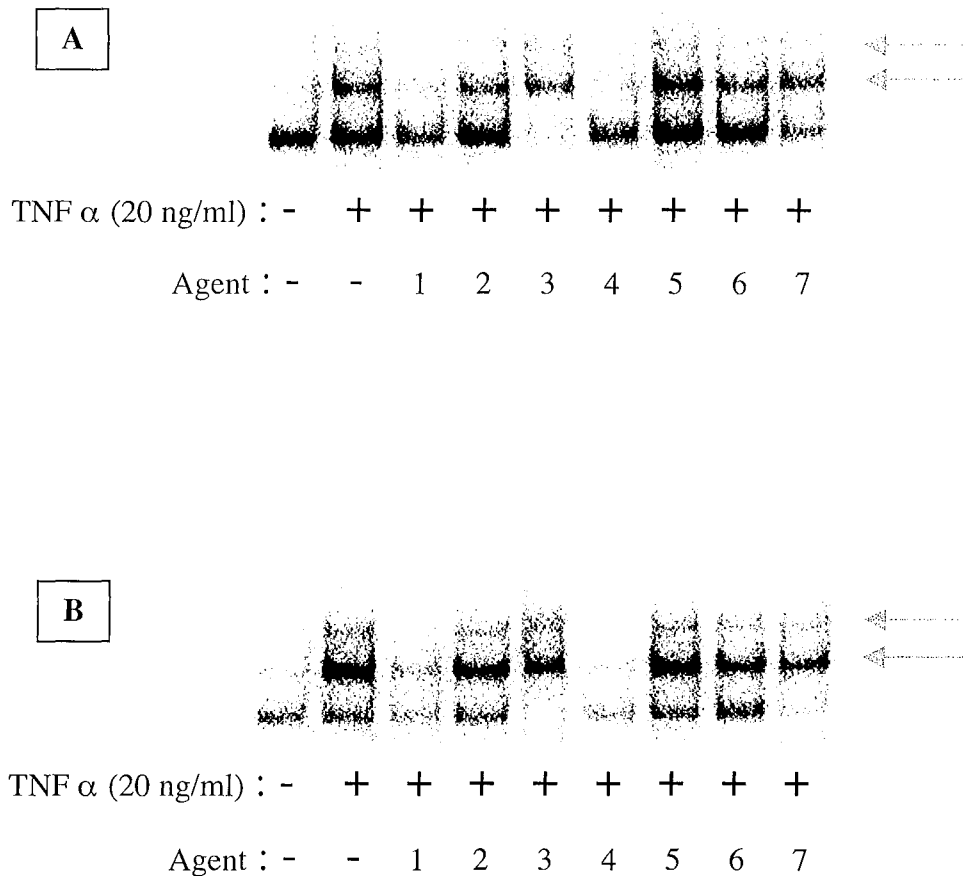 A
TNF α (20 ng/ml) : - + + + + + + + +
Agent : - - 1 2 3 4 5 6 7
B
TNF α (20 ng/ml) : - + + + + + + + +
Agent : - - 1 2 3 4 5 6 7